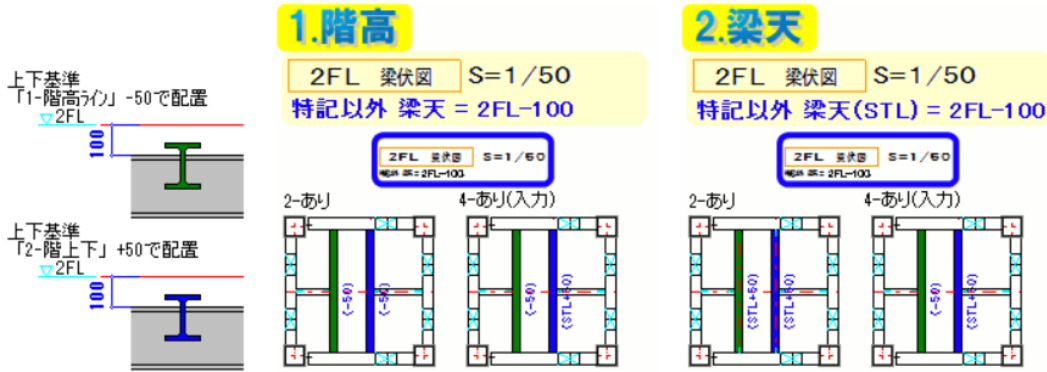 上下基準
「1-階高ライン」 -50で配置
▽2FL
100
上下基準
「2-階上下」 +50で配置
▽2FL
100
1.階高
2FL 梁伏図 S=1/50
特記以外 梁天 = 2FL-100
2FL 梁伏図 S=1/50
2-あり
4-あり(入力)
(-50)
(-50)
(-50)
(STL+50)
2.梁天
2FL 梁伏図 S=1/50
特記以外 梁天(STL) = 2FL-100
2FL 梁伏図 S=1/50
2-あり
4-あり(入力)
(STL+50)
(STL+50)
(-50)
(STL+50)